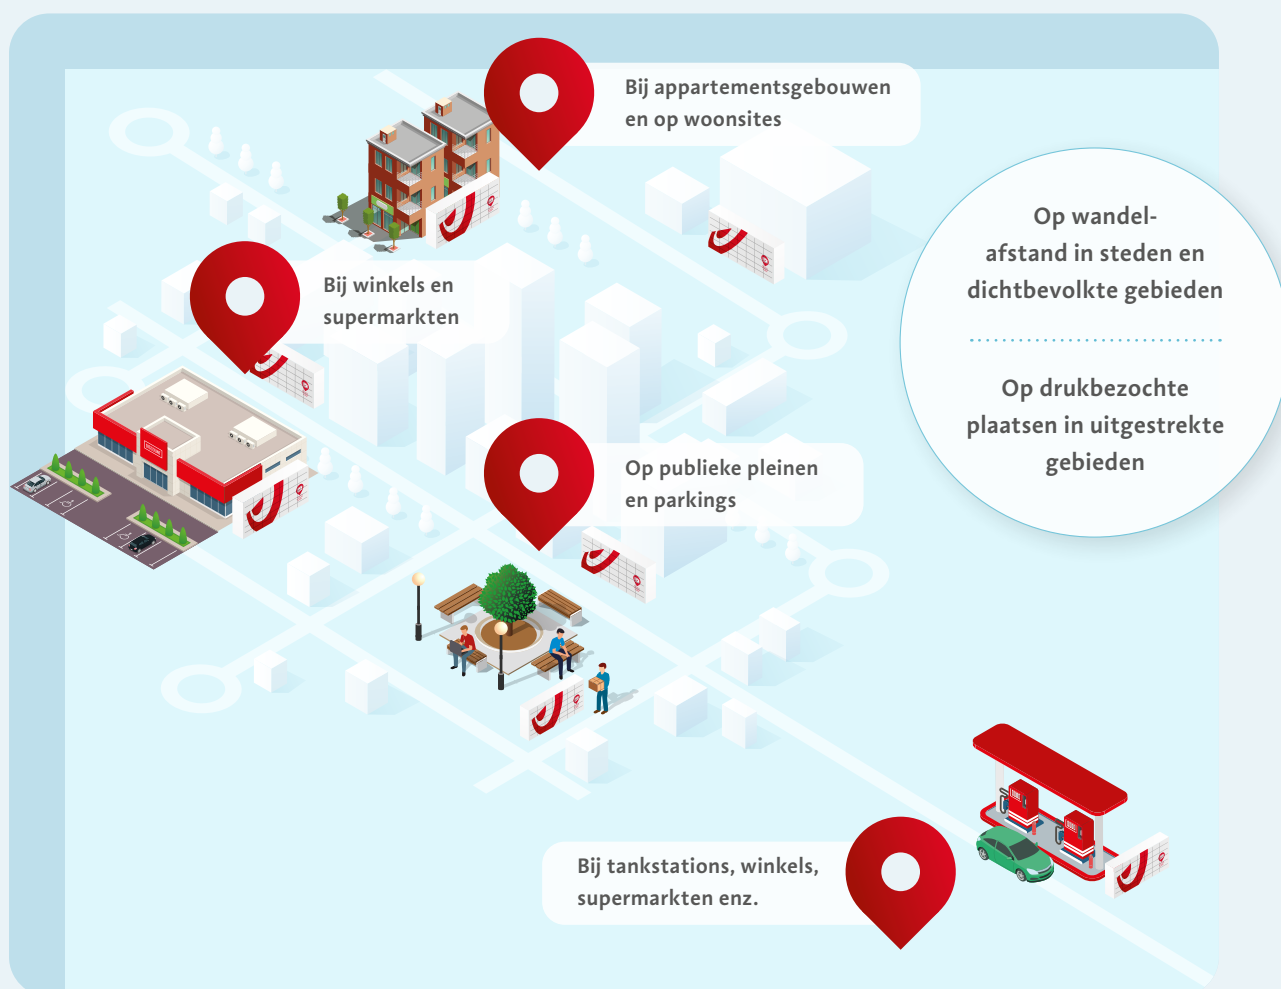 Bij appartementsgebouwen
en op woonsites
Op wandel-
afstand in steden en
dichtbevolkte gebieden
Op drukbezochte
plaatsen in uitgestrekte
gebieden
Bij winkels en
supermarkten
Op publieke pleinen
en parkings
Bij tankstations, winkels,
supermarkten enz.